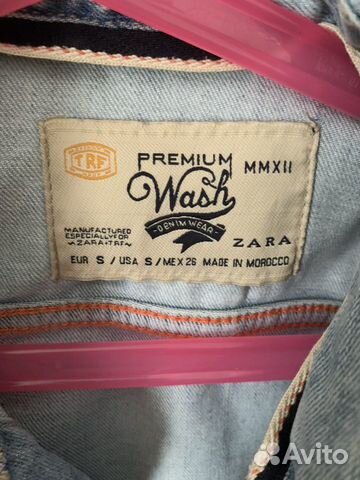 TRF
PREMIUM
MMXII
Wash
DENIM WEAR
MANUFACTURED
ESPECIALLY FOR
~ZARA•TRF~
ZARA
EUR S / USA S / MEX 26 MADE IN MOROCCO
Avito